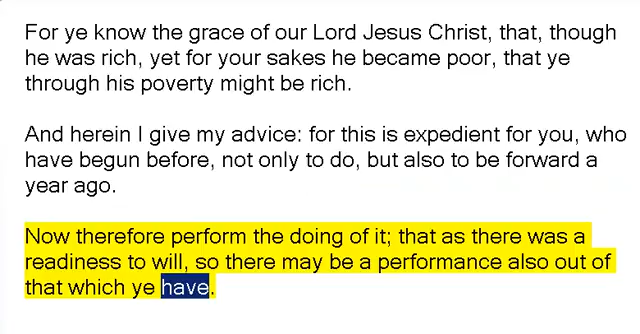 For ye know the grace of our Lord Jesus Christ, that, though
he was rich, yet for your sakes he became poor, that ye
through his poverty might be rich.
And herein I give my advice: for this is expedient for you, who
have begun before, not only to do, but also to be forward a
year ago.
Now therefore perform the doing of it; that as there was a
readiness to will, so there may be a performance also out of
that which ye have.